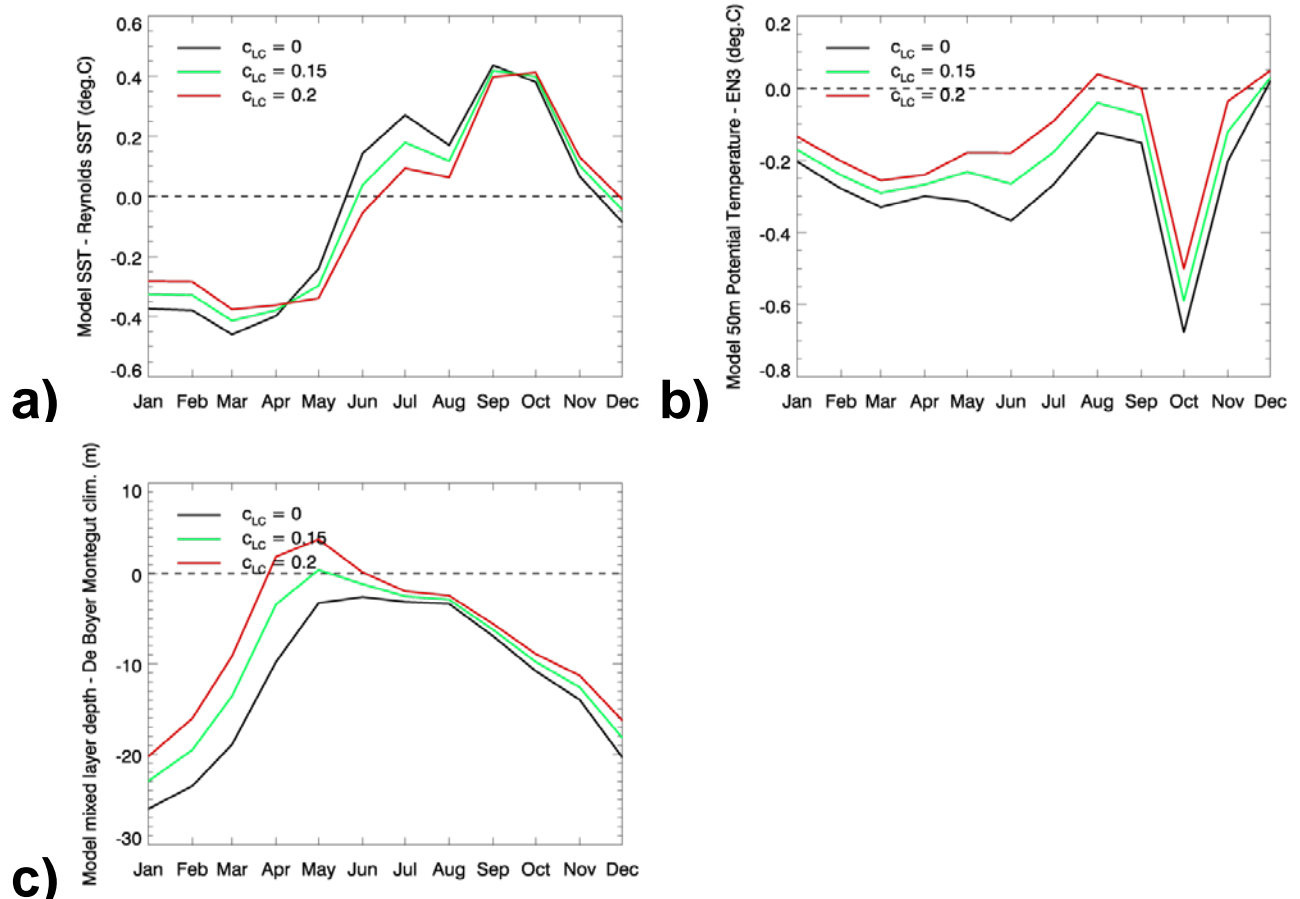 Model SST - Reynolds SST (deg.C)
0.6
0.4
0.2
0.0
-0.2
-0.4
-0.6
c_LC = 0
c_LC = 0.15
c_LC = 0.2
Jan Feb Mar Apr May Jun Jul Aug Sep Oct Nov Dec
a)
Model 50m Potential Temperature - EN3 (deg.C)
0.2
0.0
-0.2
-0.4
-0.6
-0.8
c_LC = 0
c_LC = 0.15
c_LC = 0.2
Jan Feb Mar Apr May Jun Jul Aug Sep Oct Nov Dec
b)
Model mixed layer depth - De Boyer Montegut clim. (m)
10
0
-10
-20
-30
c_LC = 0
c_LC = 0.15
c_LC = 0.2
Jan Feb Mar Apr May Jun Jul Aug Sep Oct Nov Dec
c)